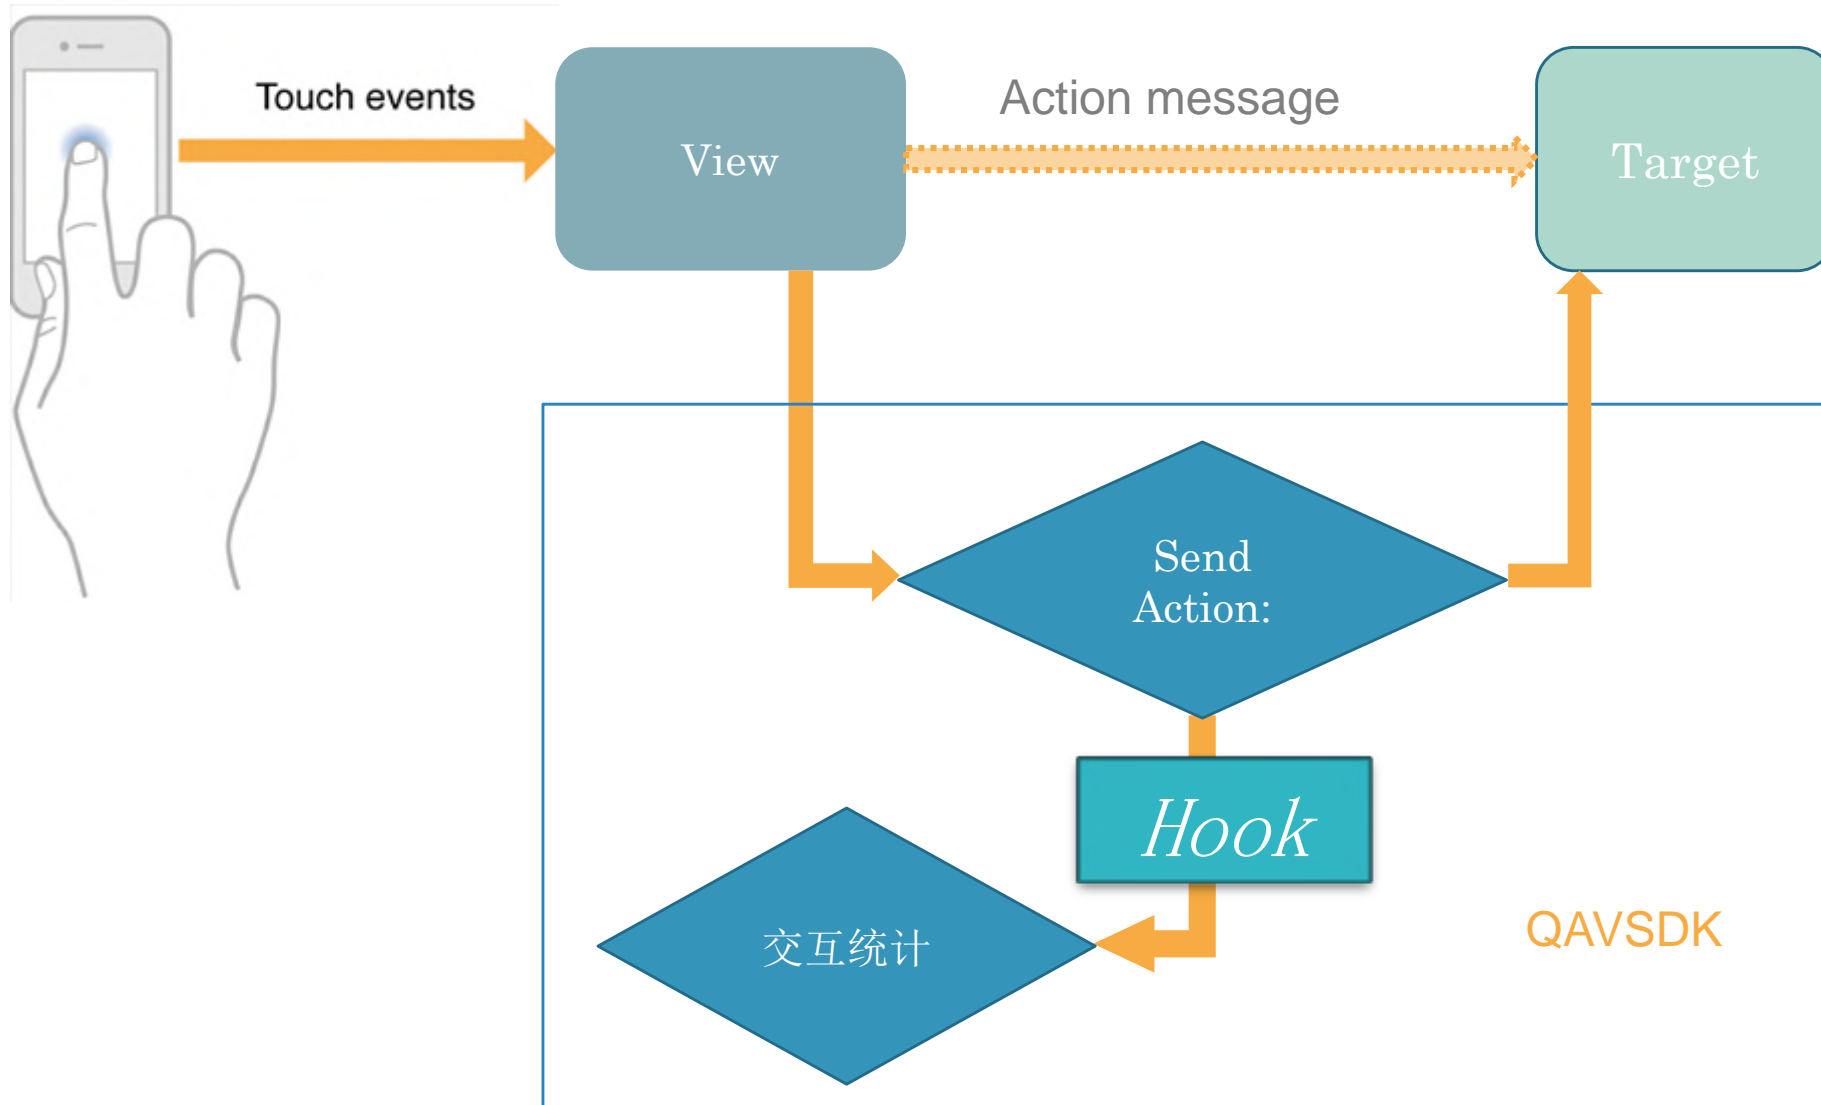 Touch events
View
Action message
Target
Send
Action:
Hook
交互统计
QAVSDK